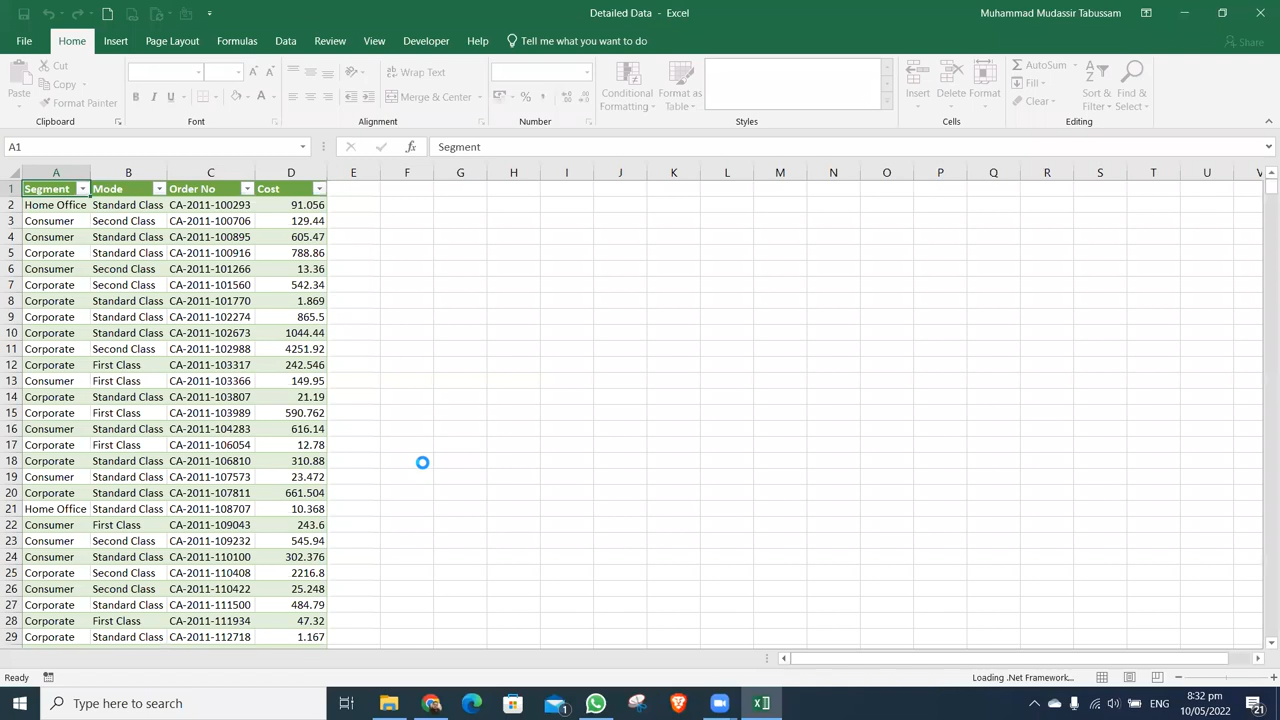 Detailed Data - Excel
Muhammad Mudassir Tabussam
File Home Insert Page Layout Formulas Data Review View Developer Help Tell me what you want to do Share
Paste Cut
Copy
Format Painter
Clipboard
B I U A
Font
Wrap Text
Merge & Center
Alignment
%
Number
Conditional Formatting
Format as Table
Styles
Insert Delete Format
Cells
AutoSum
Fill
Clear
Sort & Filter
Find & Select
Editing
A1 fx Segment
A B C D E F G H I J K L M N O P Q R S T U V
1 Segment Mode Order No Cost
2 Home Office Standard Class CA-2011-100293 91.056
3 Consumer Second Class CA-2011-100706 129.44
4 Consumer Standard Class CA-2011-100895 605.47
5 Corporate Standard Class CA-2011-100916 788.86
6 Consumer Second Class CA-2011-101266 13.36
7 Corporate Second Class CA-2011-101560 542.34
8 Corporate Standard Class CA-2011-101770 1.869
9 Corporate Standard Class CA-2011-102274 865.5
10 Corporate Standard Class CA-2011-102673 1044.44
11 Corporate Second Class CA-2011-102988 4251.92
12 Corporate First Class CA-2011-103317 242.546
13 Consumer First Class CA-2011-103366 149.95
14 Corporate Standard Class CA-2011-103807 21.19
15 Corporate First Class CA-2011-103989 590.762
16 Consumer Standard Class CA-2011-104283 616.14
17 Corporate First Class CA-2011-106054 12.78
18 Corporate Standard Class CA-2011-106810 310.88
19 Consumer Standard Class CA-2011-107573 23.472
20 Corporate Standard Class CA-2011-107811 661.504
21 Home Office Standard Class CA-2011-108707 10.368
22 Consumer First Class CA-2011-109043 243.6
23 Consumer Second Class CA-2011-109232 545.94
24 Consumer Standard Class CA-2011-110100 302.376
25 Corporate Second Class CA-2011-110408 2216.8
26 Consumer Second Class CA-2011-110422 25.248
27 Corporate Standard Class CA-2011-111500 484.79
28 Corporate First Class CA-2011-111934 47.32
29 Corporate Standard Class CA-2011-112718 1.167
Ready Loading .Net Framework...
Type here to search
1
ENG
8:32 pm
10/05/2022
21